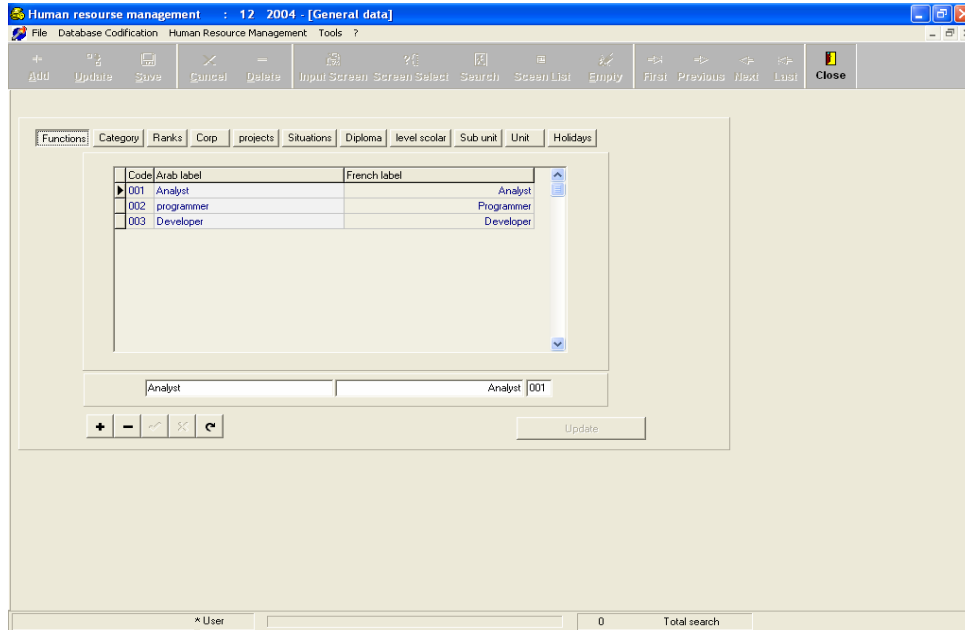 Human resourse management : 12 2004 - [General data]
File Database Codification Human Resource Management Tools ?
Add Update Save Cancel Delete Input Screen Screen Select Search Sceen List Empty First Previous Next Last Close
Functions Category Ranks Corp projects Situations Diploma level scolar Sub unit Unit Holidays
Code Arab label French label
001 Analyst Analyst
002 programmer Programmer
003 Developer Developer
Analyst Analyst 001
Update
* User 0 Total search